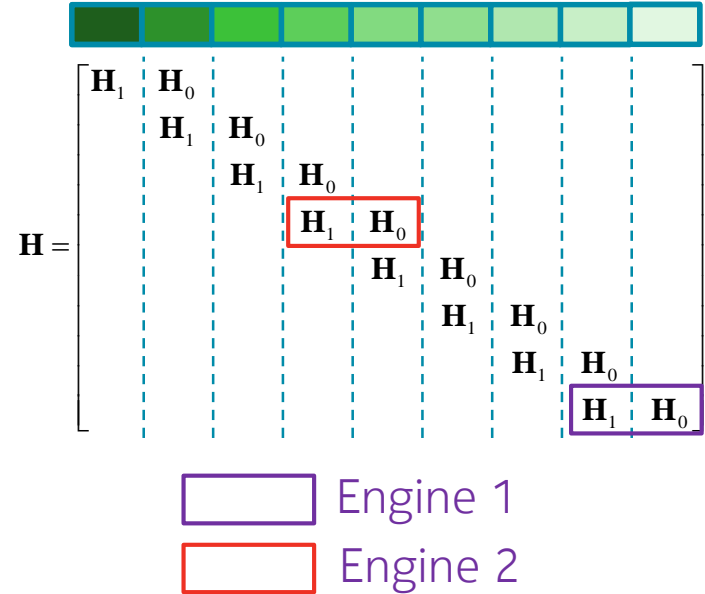 H₁ H₀
H₁ H₀
H₁ H₀
H = H₁ H₀
H₁ H₀
H₁ H₀
H₁ H₀
H₁ H₀
Engine 1
Engine 2